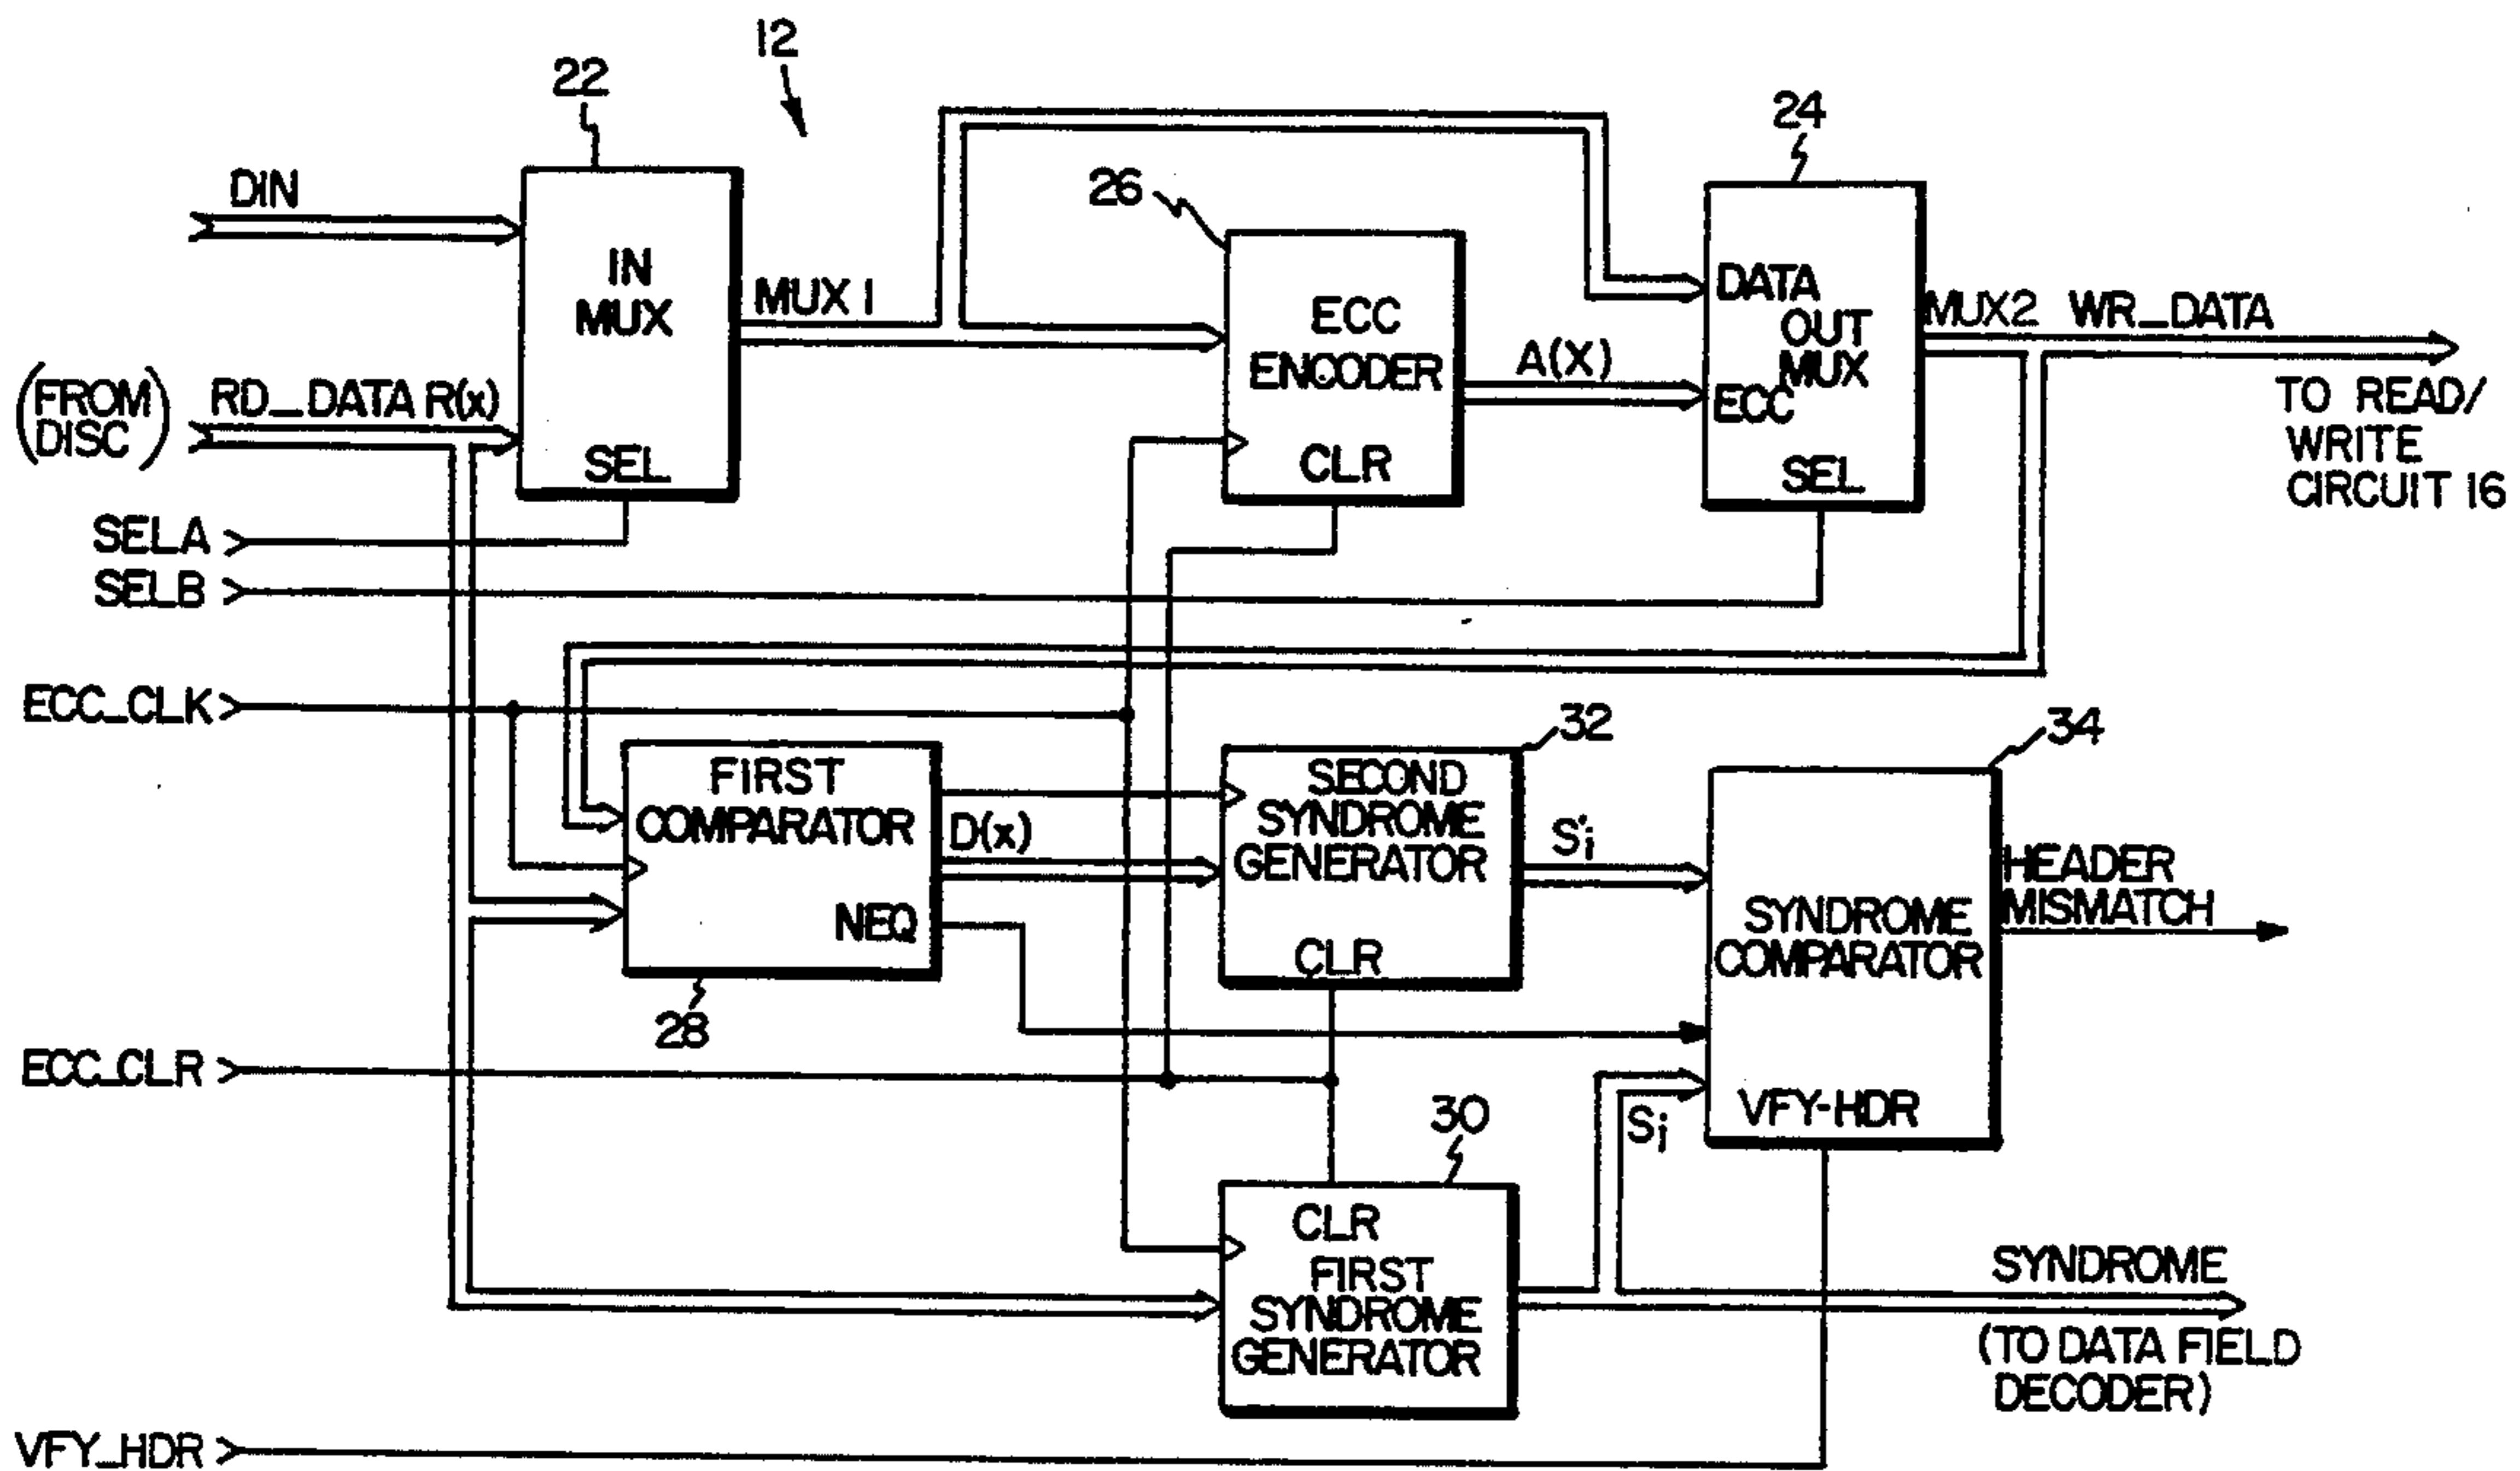 12
22
24
DIN
26
IN
MUX
MUX 1
DATA
OUT
MUX
ECC
SEL
MUX2 WR_DATA
ECC
ENCODER
CLR
A(X)
TO READ/
WRITE
CIRCUIT 16
(FROM
DISC)
RD_DATA R(x)
SEL
SELA
SELB
ECC_CLK
FIRST
COMPARATOR
NEQ
28
D(x)
32
SECOND
SYNDROME
GENERATOR
CLR
S'i
34
SYNDROME
COMPARATOR
VFY-HDR
HEADER
MISMATCH
ECC_CLR
30
Si
CLR
FIRST
SYNDROME
GENERATOR
SYNDROME
(TO DATA FIELD
DECODER)
VFY_HDR